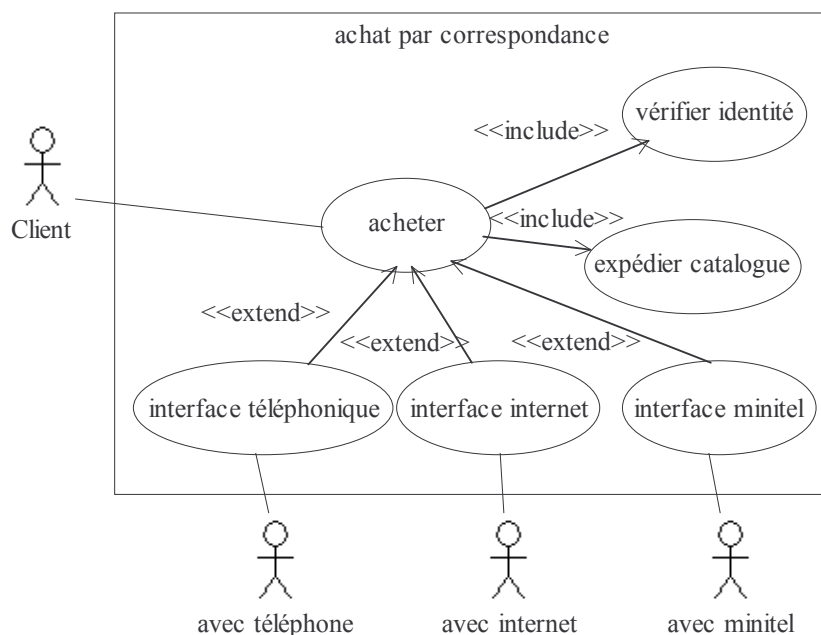 achat par correspondance
vérifier identité
<<include>>
Client
acheter
<<include>>
expédier catalogue
<<extend>>
<<extend>>
<<extend>>
interface téléphonique
interface internet
interface minitel
avec téléphone
avec internet
avec minitel